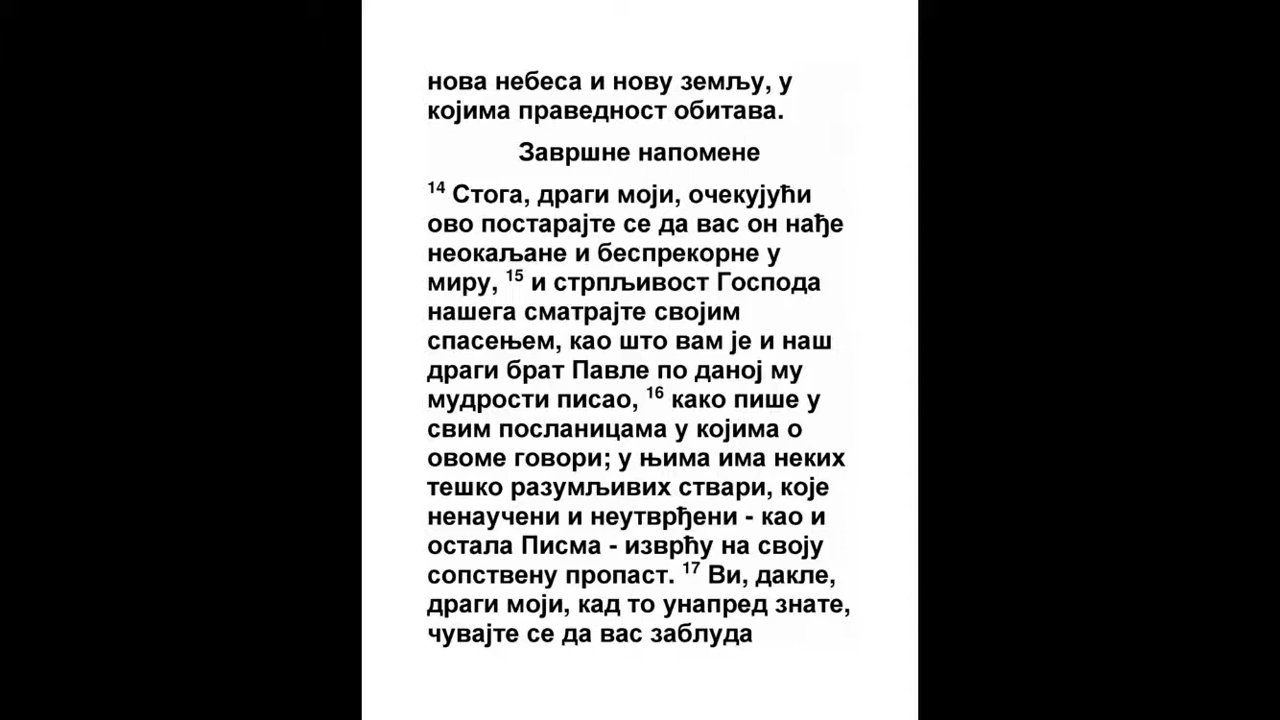 нова небеса и нову земљу, у
којима праведност обитава.
Завршне напомене
14 Стога, драги моји, очекујући
ово постарајте се да вас он нађе
неокаљане и беспрекорне у
миру, 15 и стрпљивост Господа
нашега сматрајте својим
спасењем, као што вам је и наш
драги брат Павле по даној му
мудрости писао, 16 како пише у
свим посланицама у којима о
овоме говори; у њима има неких
тешко разумљивих ствари, које
ненаучени и неутврђени - као и
остала Писма - изврћу на своју
сопствену пропаст. 17 Ви, дакле,
драги моји, кад то унапред знате,
чувајте се да вас заблуда